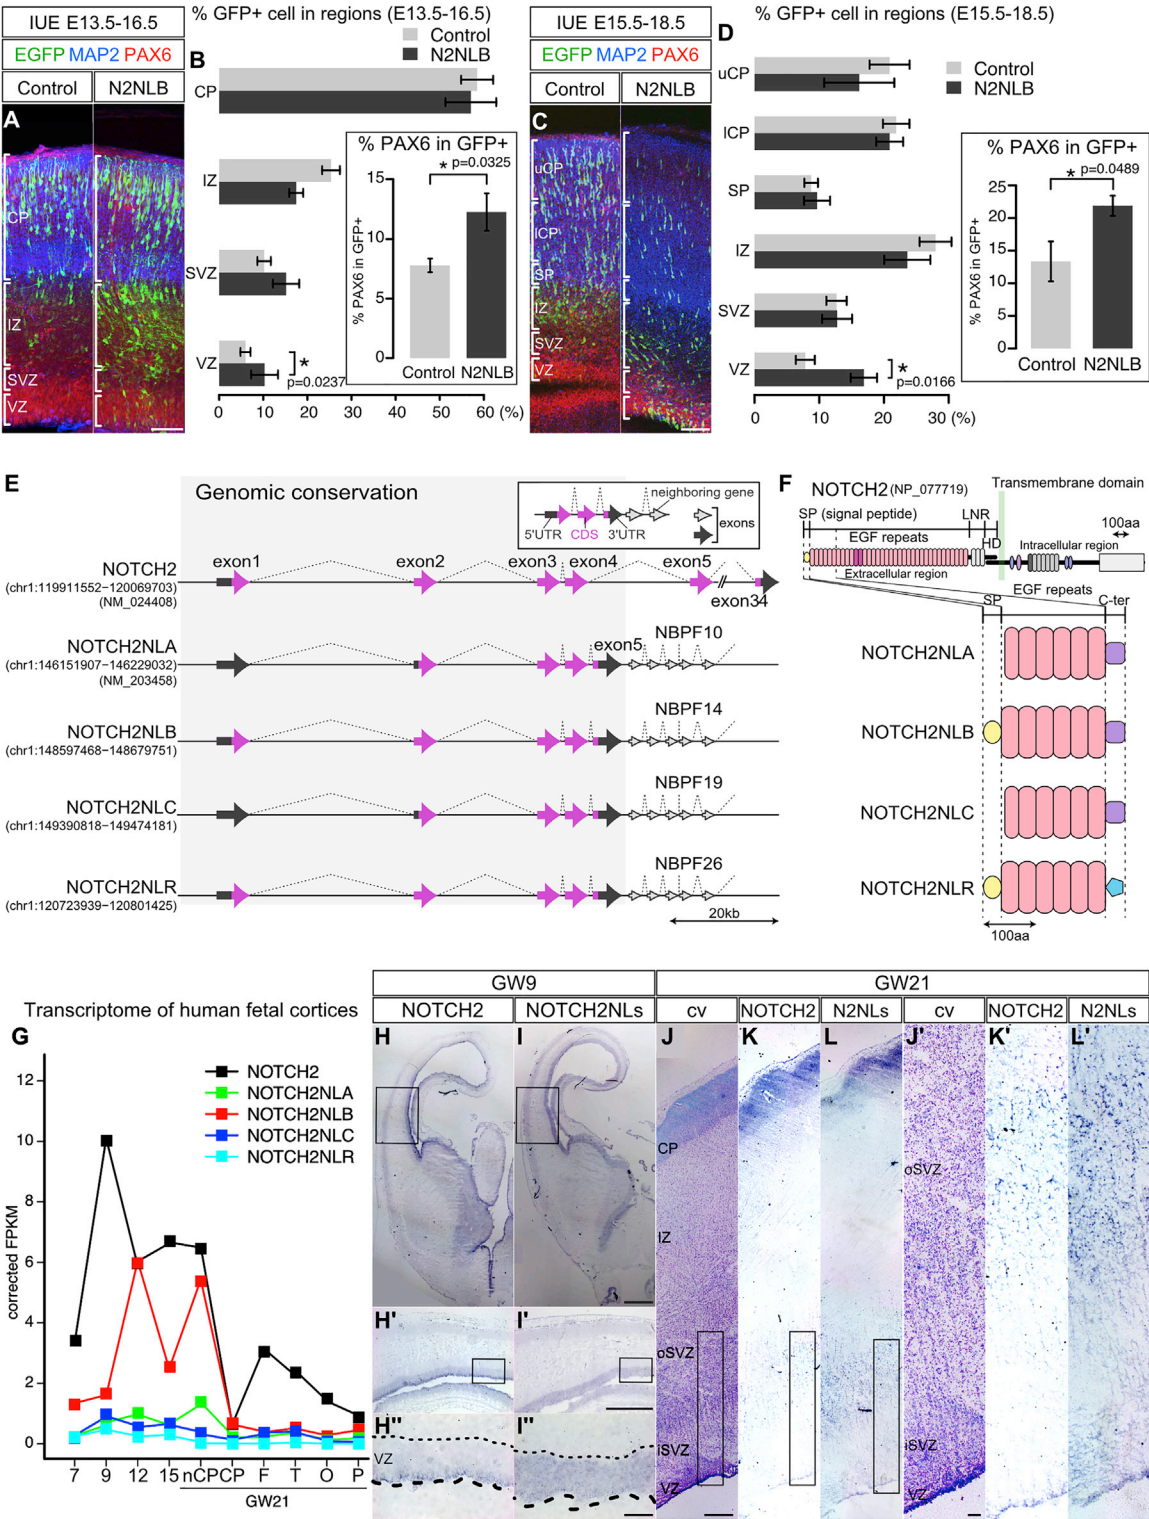 IUE E13.5-16.5
EGFP MAP2 PAX6
Control N2NLB
A
CP
IZ
SVZ
VZ
% GFP+ cell in regions (E13.5-16.5)
B
Control
N2NLB
CP
IZ
SVZ
VZ
* p=0.0237
0 10 20 30 40 50 60 (%)
% PAX6 in GFP+
* p=0.0325
% PAX6 in GFP+
15
10
5
0
Control N2NLB
IUE E15.5-18.5
EGFP MAP2 PAX6
Control N2NLB
C
uCP
lCP
SP
IZ
SVZ
VZ
% GFP+ cell in regions (E15.5-18.5)
D
Control
N2NLB
uCP
lCP
SP
IZ
SVZ
VZ
* p=0.0166
0 10 20 30 (%)
% PAX6 in GFP+
* p=0.0489
% PAX6 in GFP+
25
20
15
10
5
0
Control N2NLB
E
Genomic conservation
neighboring gene
5'UTR CDS 3'UTR
exons
NOTCH2
(chr1:119911552-120069703)
(NM_024408)
exon1 exon2 exon3 exon4 exon5
exon34
NOTCH2NLA
(chr1:146151907-146229032)
(NM_203458)
exon5 NBPF10
NOTCH2NLB
(chr1:148597468-148679751)
NBPF14
NOTCH2NLC
(chr1:149390818-149474181)
NBPF19
NOTCH2NLR
(chr1:120723939-120801425)
NBPF26
20kb
F
NOTCH2 (NP_077719)
Transmembrane domain
SP (signal peptide) LNR
EGF repeats HD
100aa
Intracellular region
Extracellular region
SP EGF repeats C-ter
NOTCH2NLA
NOTCH2NLB
NOTCH2NLC
NOTCH2NLR
100aa
Transcriptome of human fetal cortices
G
NOTCH2
NOTCH2NLA
NOTCH2NLB
NOTCH2NLC
NOTCH2NLR
corrected FPKM
12
10
8
6
4
2
0
7 9 12 15 nCP CP F T O P
GW21
GW9
NOTCH2 NOTCH2NLs
H I
H' I'
H'' I''
VZ
GW21
cv NOTCH2 N2NLs cv NOTCH2 N2NLs
J K L J' K' L'
CP
IZ
oSVZ
iSVZ
VZ
oSVZ
iSVZ
VZ